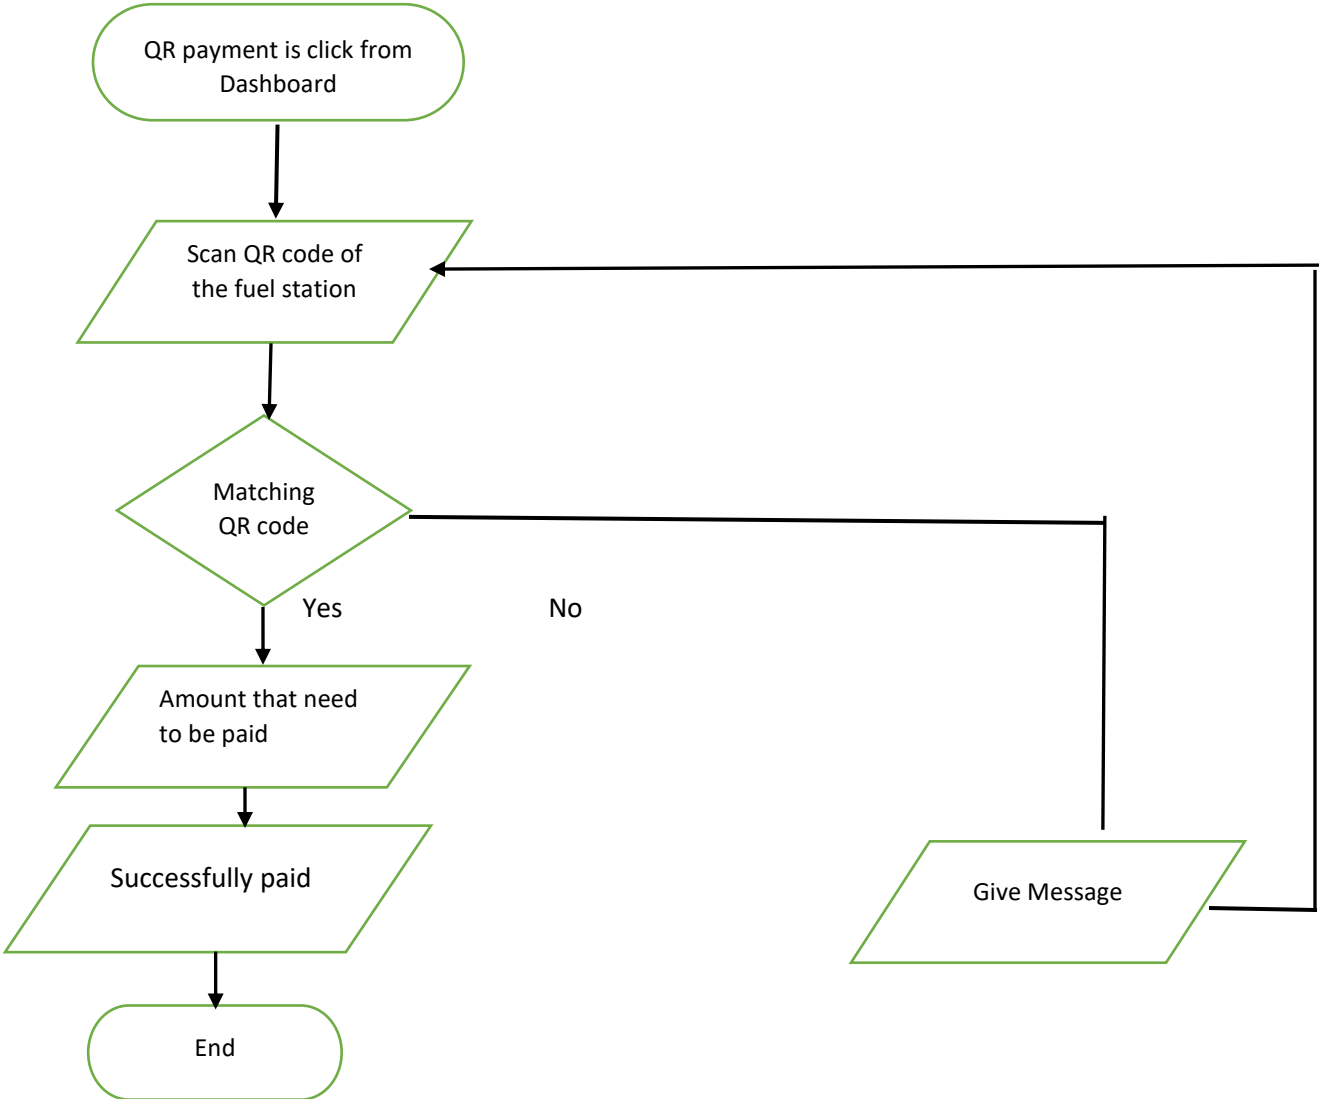 QR payment is click from
Dashboard
Scan QR code of
the fuel station
Matching
QR code
Yes
No
Amount that need
to be paid
Successfully paid
Give Message
End